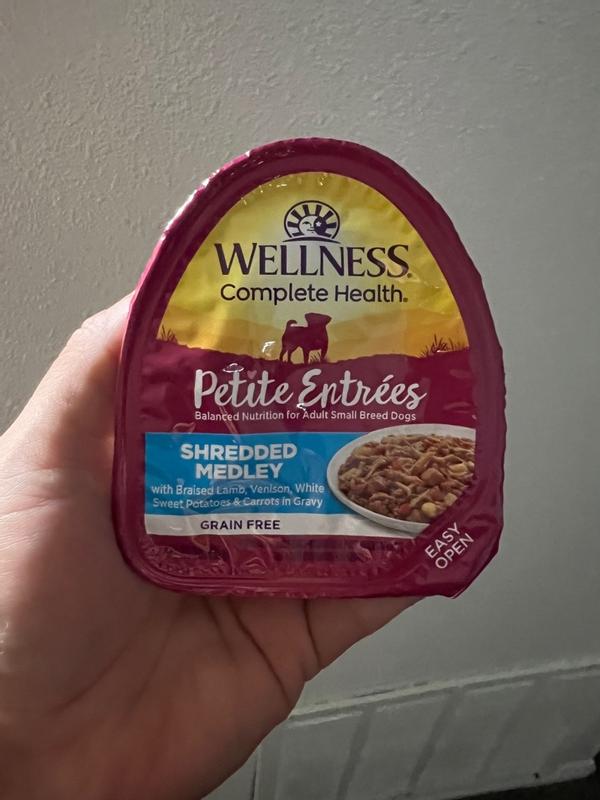 WELLNESS®
Complete Health®
Petite Entrées
Balanced Nutrition for Adult Small Breed Dogs
SHREDDED
MEDLEY
with Braised Lamb, Venison, White
Sweet Potatoes & Carrots in Gravy
GRAIN FREE
EASY
OPEN